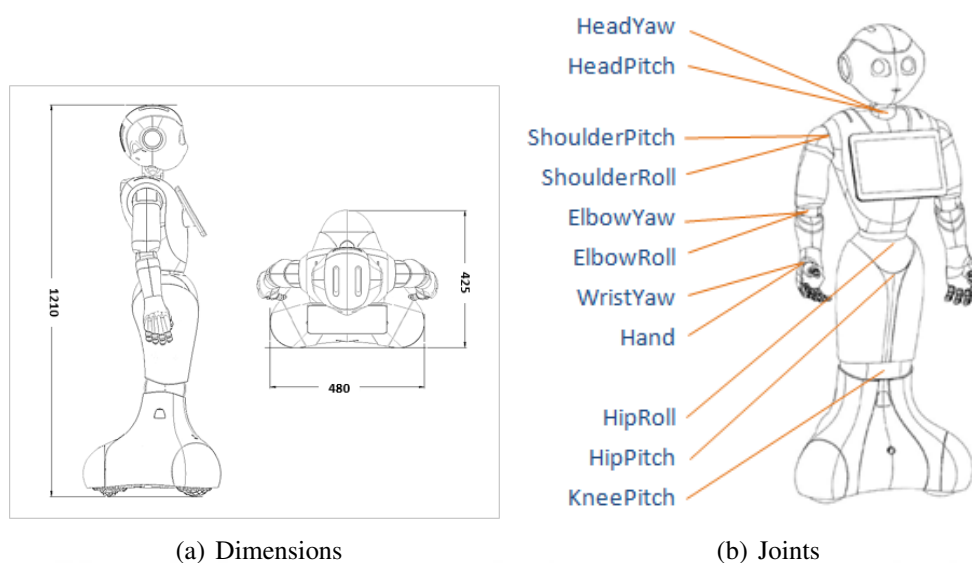 1210
425
480
(a) Dimensions
HeadYaw
HeadPitch
ShoulderPitch
ShoulderRoll
ElbowYaw
ElbowRoll
WristYaw
Hand
HipRoll
HipPitch
KneePitch
(b) Joints